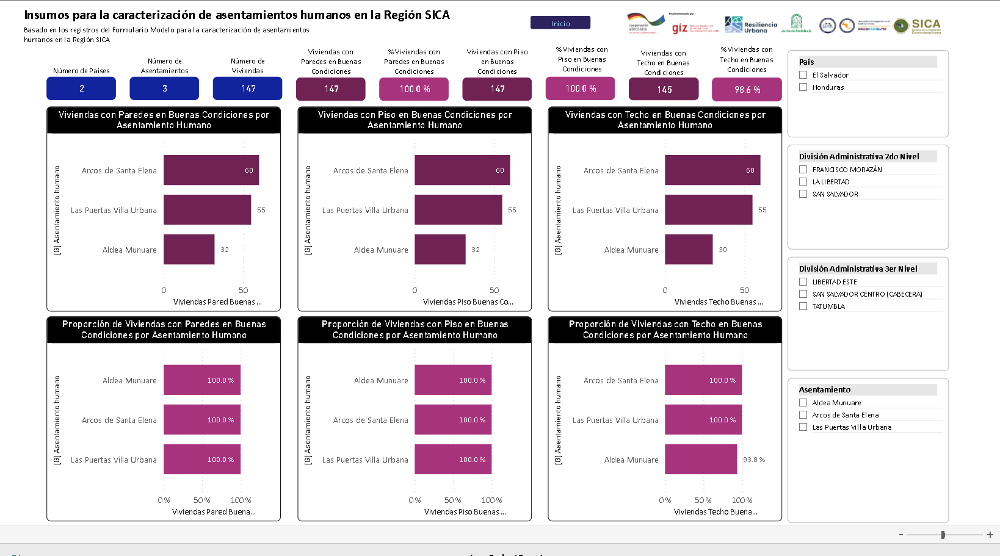 Insumos para la caracterización de asentamientos humanos en la Región SICA
Basado en los registros del Formulario Modelo para la caracterización de asentamientos
humanos en la Región SICA
Inicio
cooperación
alemana
Implementada por:
giz
Resiliencia
Urbana
Junta de Andalucía
SICA
Número de Países
2
Número de
Asentamientos
3
Número de
Viviendas
147
Viviendas con
Paredes en Buenas
Condiciones
147
%Viviendas con
Paredes en Buenas
Condiciones
100.0 %
Viviendas con Piso
en Buenas
Condiciones
147
%Viviendas con
Piso en Buenas
Condiciones
100.0 %
Viviendas con
Techo en Buenas
Condiciones
145
%Viviendas con
Techo en Buenas
Condiciones
98.6 %
Viviendas con Paredes en Buenas Condiciones por
Asentamiento Humano
[G] Asentamiento humano
Arcos de Santa Elena
60
Las Puertas Villa Urbana
55
Aldea Munuare
32
0 50
Viviendas Pared Buenas ...
Viviendas con Piso en Buenas Condiciones por
Asentamiento Humano
[G] Asentamiento humano
Arcos de Santa Elena
60
Las Puertas Villa Urbana
55
Aldea Munuare
32
0 50
Viviendas Piso Buenas Co...
Viviendas con Techo en Buenas Condiciones por
Asentamiento Humano
[G] Asentamiento humano
Arcos de Santa Elena
60
Las Puertas Villa Urbana
55
Aldea Munuare
30
0 50
Viviendas Techo Buenas ...
Proporción de Viviendas con Paredes en Buenas
Condiciones por Asentamiento Humano
[G] Asentamiento humano
Aldea Munuare
100.0 %
Arcos de Santa Elena
100.0 %
Las Puertas Villa Urbana
100.0 %
0 % 50 % 100 %
Viviendas Pared Buena...
Proporción de Viviendas con Piso en Buenas
Condiciones por Asentamiento Humano
[G] Asentamiento humano
Aldea Munuare
100.0 %
Arcos de Santa Elena
100.0 %
Las Puertas Villa Urbana
100.0 %
0 % 50 % 100 %
Viviendas Piso Buenas ...
Proporción de Viviendas con Techo en Buenas
Condiciones por Asentamiento Humano
[G] Asentamiento humano
Arcos de Santa Elena
100.0 %
Las Puertas Villa Urbana
100.0 %
Aldea Munuare
93.8 %
0 % 50 % 100 %
Viviendas Techo Buena...
País
El Salvador
Honduras
División Administrativa 2do Nivel
FRANCISCO MORAZÁN
LA LIBERTAD
SAN SALVADOR
División Administrativa 3er Nivel
LIBERTAD ESTE
SAN SALVADOR CENTRO (CABECERA)
TATUMBLA
Asentamiento
Aldea Munuare
Arcos de Santa Elena
Las Puertas Villa Urbana
- +